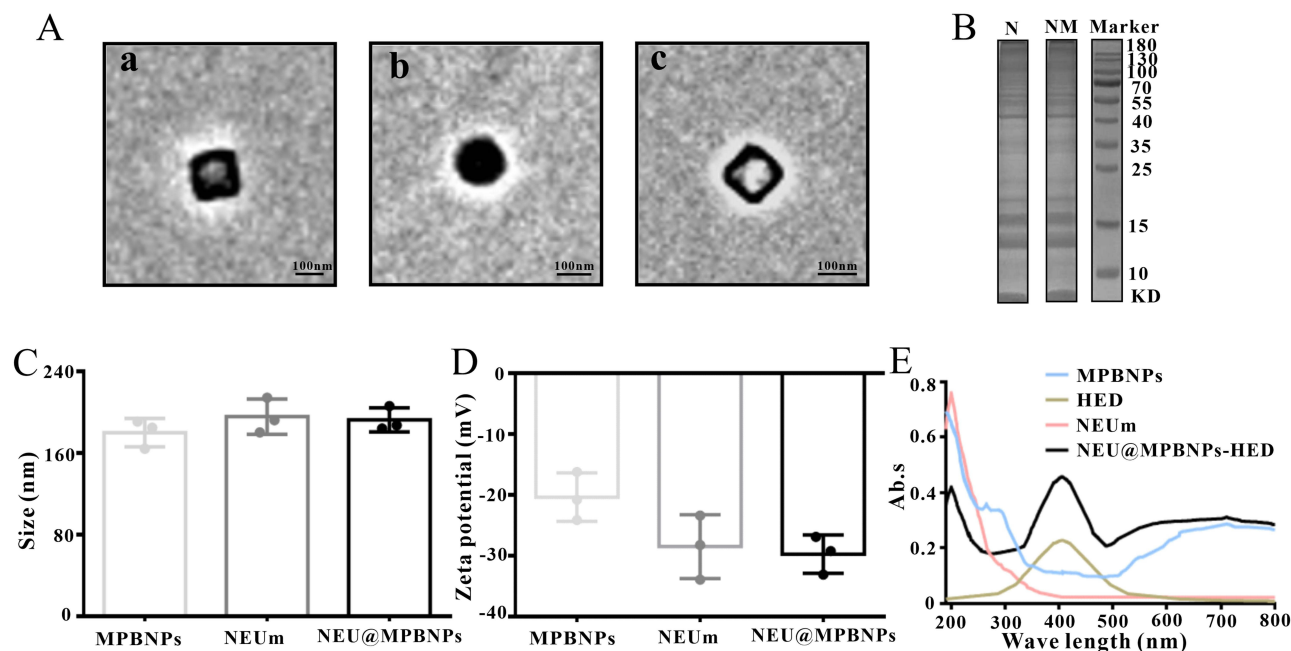 A
a
b
c
100nm
100nm
100nm
B
N NM Marker
180
130
100
70
55
40
35
25
15
10
KD
C
240
160
80
0
Size (nm)
MPBNPs NEUm NEU@MPBNPs
D
0
-10
-20
-30
-40
Zeta potential (mV)
MPBNPs NEUm NEU@MPBNPs
E
MPBNPs
HED
NEUm
NEU@MPBNPs-HED
0.8
0.6
0.4
0.2
0
Ab.s
200 300 400 500 600 700 800
Wave length (nm)